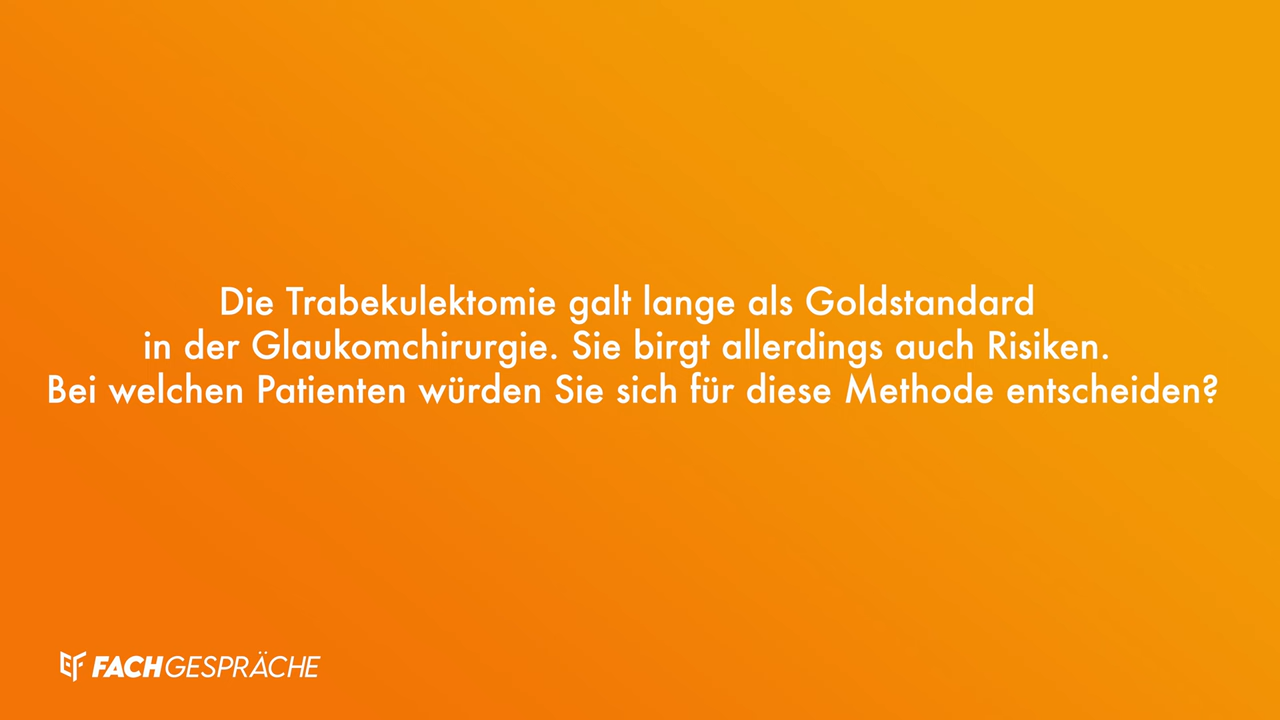 Die Trabekulektomie galt lange als Goldstandard
in der Glaukomchirurgie. Sie birgt allerdings auch Risiken.
Bei welchen Patienten würden Sie sich für diese Methode entscheiden?
EF FACHGESPRÄCHE